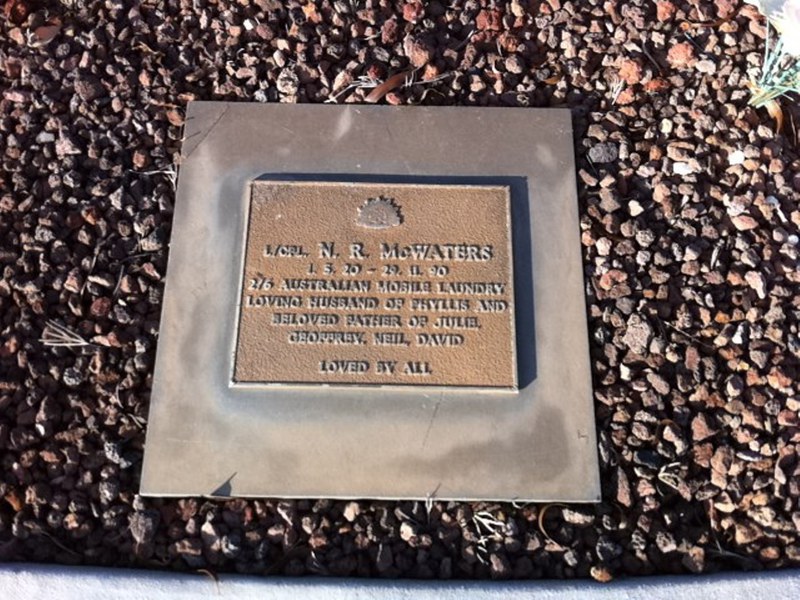 L/CPL. N. R. McWATERS
1. 5. 20 - 29. 11. 90
2/6 AUSTRALIAN MOBILE LAUNDRY
LOVING HUSBAND OF PHYLLIS AND
BELOVED FATHER OF JULIE,
GEOFFREY, NEIL, DAVID
LOVED BY ALL